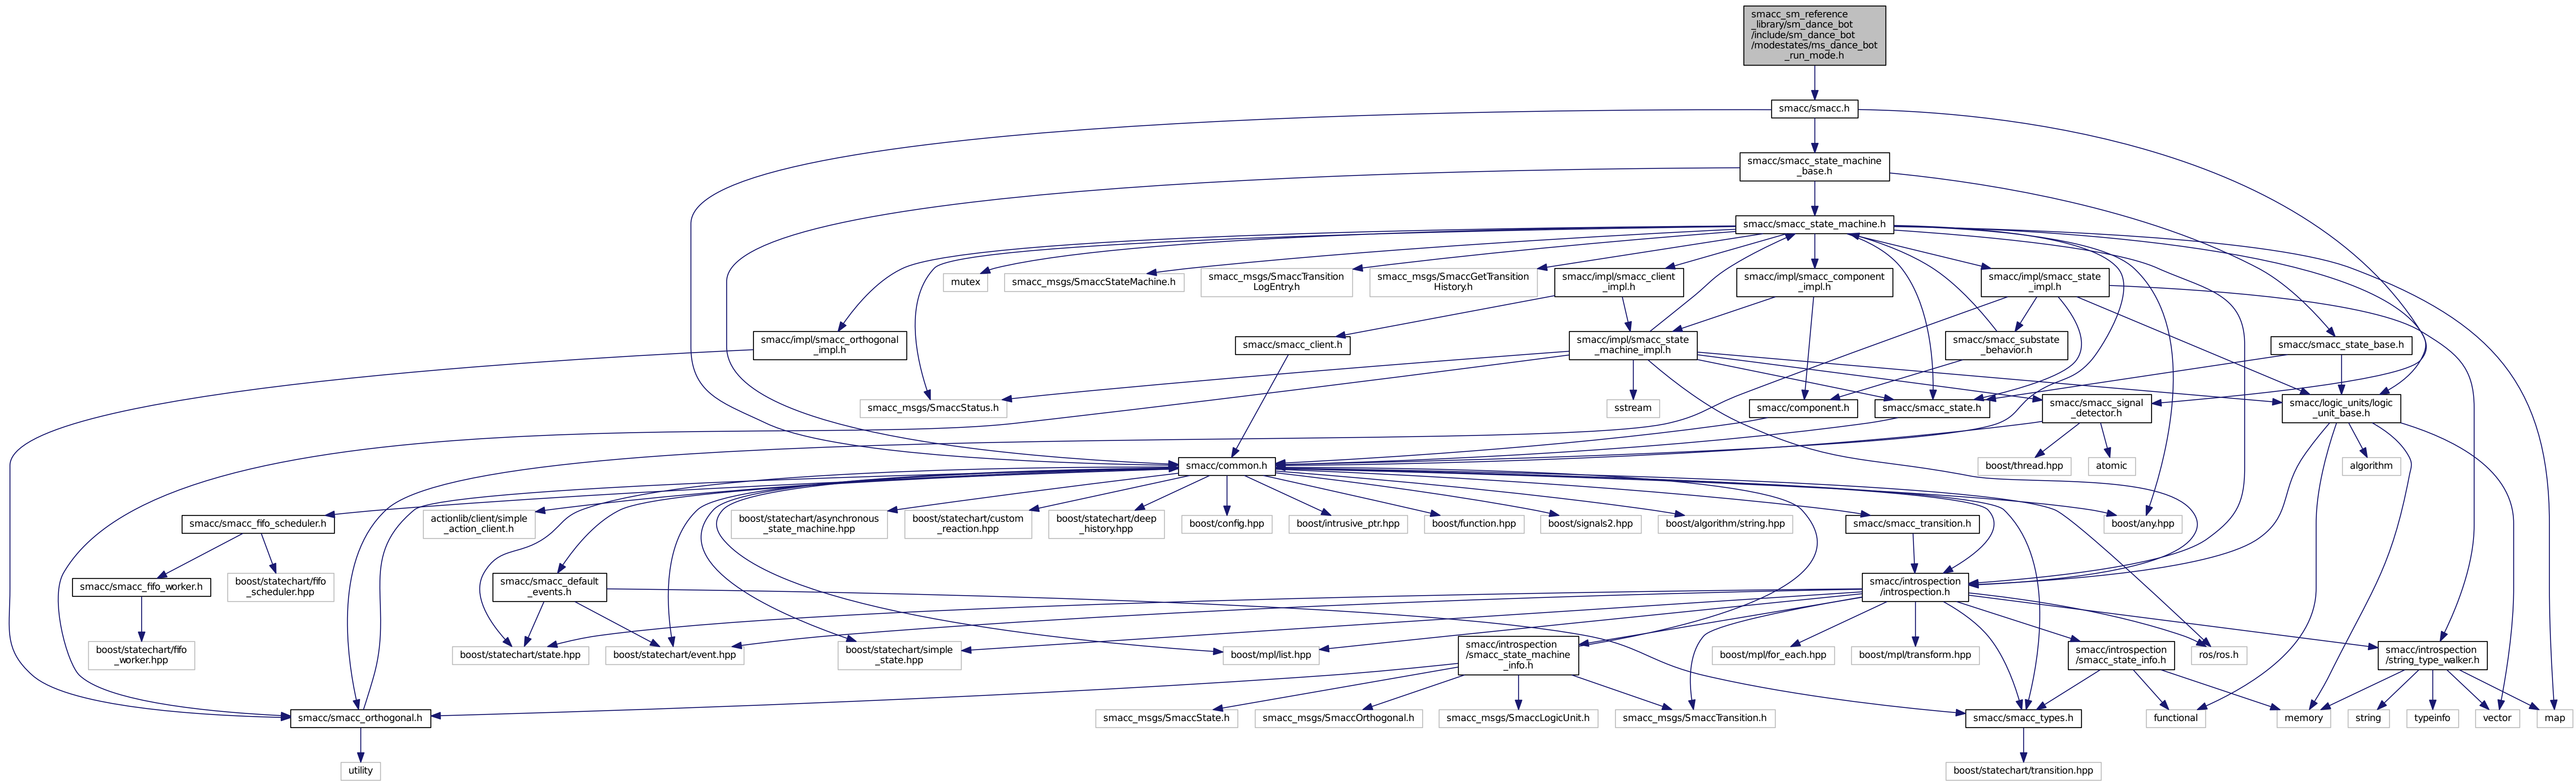 smacc_sm_reference
_library/sm_dance_bot
/include/sm_dance_bot
/modestates/ms_dance_bot
_run_mode.h
smacc/smacc.h
smacc/smacc_state_machine
_base.h
smacc/smacc_state_machine.h
mutex
smacc_msgs/SmaccStateMachine.h
smacc_msgs/SmaccTransition
LogEntry.h
smacc_msgs/SmaccGetTransition
History.h
smacc/impl/smacc_client
_impl.h
smacc/impl/smacc_component
_impl.h
smacc/impl/smacc_state
_impl.h
smacc/impl/smacc_orthogonal
_impl.h
smacc/smacc_client.h
smacc/impl/smacc_state
_machine_impl.h
smacc/smacc_substate
_behavior.h
smacc/smacc_state_base.h
smacc_msgs/SmaccStatus.h
sstream
smacc/component.h
smacc/smacc_state.h
smacc/smacc_signal
_detector.h
smacc/logic_units/logic
_unit_base.h
smacc/common.h
boost/thread.hpp
atomic
algorithm
smacc/smacc_fifo_scheduler.h
actionlib/client/simple
_action_client.h
boost/statechart/asynchronous
_state_machine.hpp
boost/statechart/custom
_reaction.hpp
boost/statechart/deep
_history.hpp
boost/config.hpp
boost/intrusive_ptr.hpp
boost/function.hpp
boost/signals2.hpp
boost/algorithm/string.hpp
smacc/smacc_transition.h
boost/any.hpp
smacc/smacc_fifo_worker.h
boost/statechart/fifo
_scheduler.hpp
smacc/smacc_default
_events.h
smacc/introspection
/introspection.h
boost/statechart/fifo
_worker.hpp
boost/statechart/state.hpp
boost/statechart/event.hpp
boost/statechart/simple
_state.hpp
boost/mpl/list.hpp
smacc/introspection
/smacc_state_machine
_info.h
boost/mpl/for_each.hpp
boost/mpl/transform.hpp
smacc/introspection
/smacc_state_info.h
ros/ros.h
smacc/introspection
/string_type_walker.h
smacc/smacc_orthogonal.h
smacc_msgs/SmaccState.h
smacc_msgs/SmaccOrthogonal.h
smacc_msgs/SmaccLogicUnit.h
smacc_msgs/SmaccTransition.h
smacc/smacc_types.h
functional
memory
string
typeinfo
vector
map
utility
boost/statechart/transition.hpp